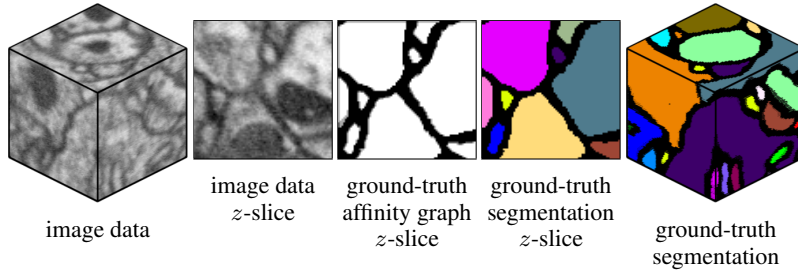 image data
image data
z-slice
ground-truth
affinity graph
z-slice
ground-truth
segmentation
z-slice
ground-truth
segmentation